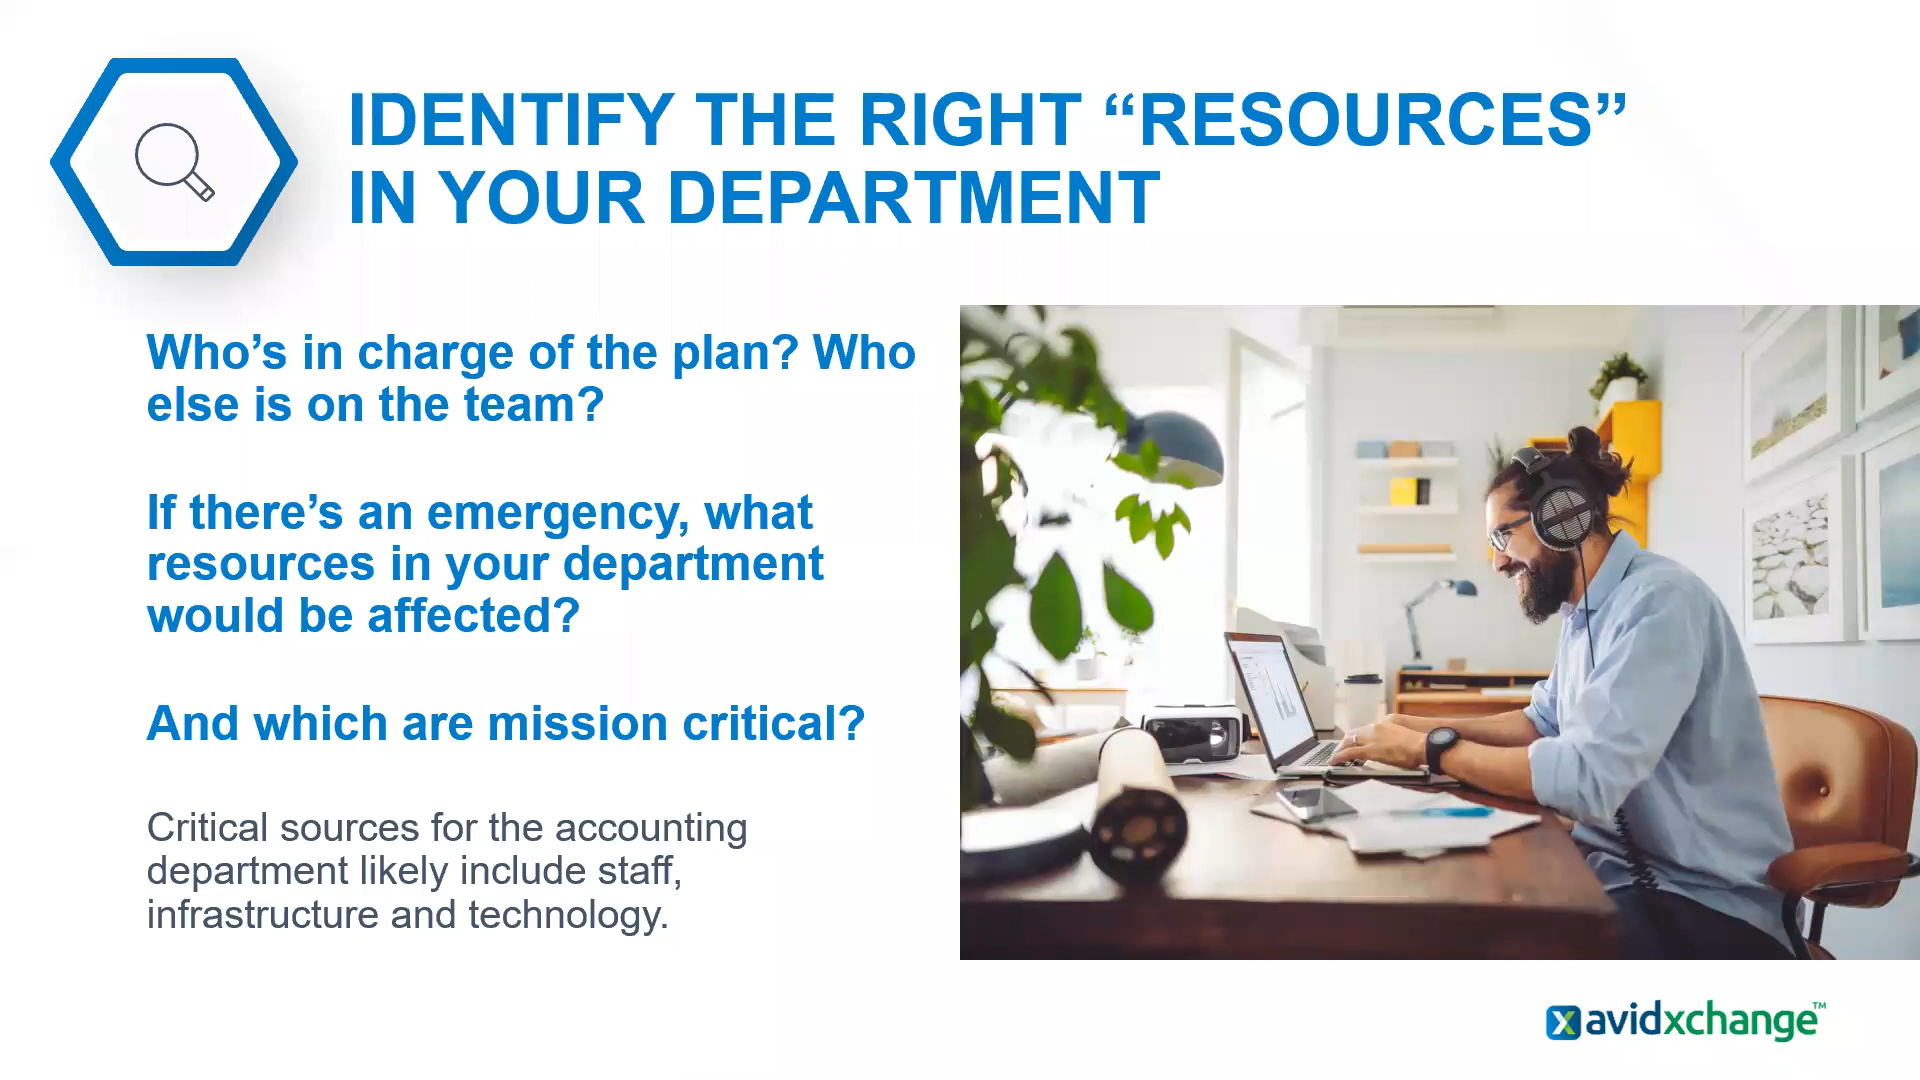 IDENTIFY THE RIGHT “RESOURCES”
IN YOUR DEPARTMENT
Who’s in charge of the plan? Who
else is on the team?
If there’s an emergency, what
resources in your department
would be affected?
And which are mission critical?
Critical sources for the accounting
department likely include staff,
infrastructure and technology.
x avidxchange™